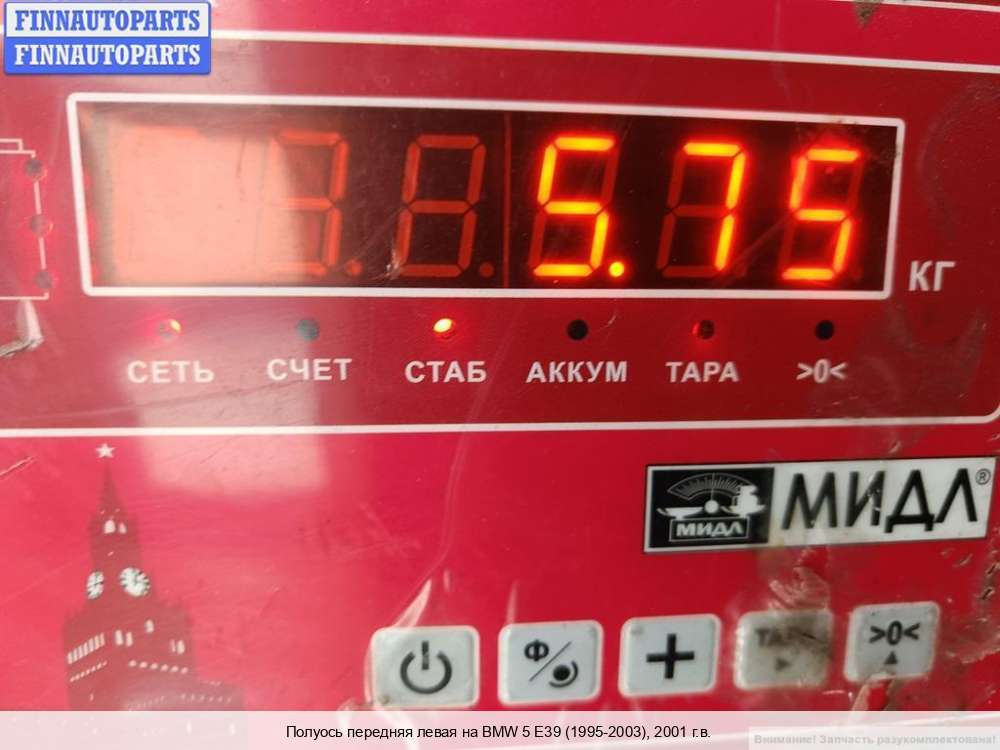 FINNAUTOPARTS
FINNAUTOPARTS
5.75
КГ
СЕТЬ СЧЕТ СТАБ АККУМ ТАРА >0<
МИДЛ
МИДЛ®
Ф
+
ТАРА
>0<
Полуось передняя левая на BMW 5 E39 (1995-2003), 2001 г.в.
Внимание! Запчасть разукомплектована!